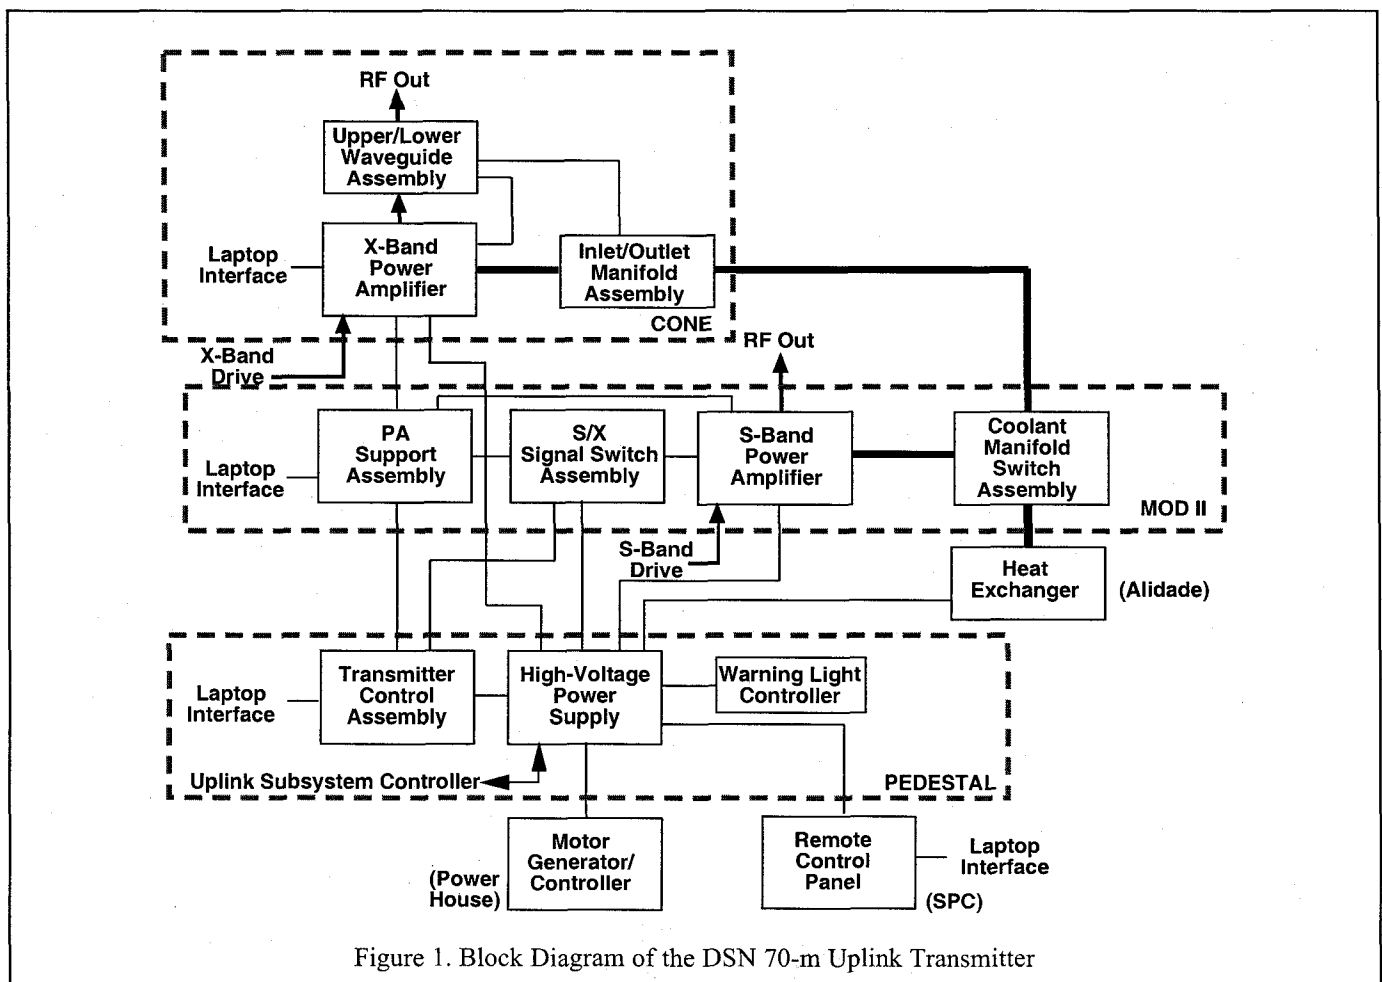 RF Out
Upper/Lower
Waveguide
Assembly
Laptop
Interface
X-Band
Power
Amplifier
Inlet/Outlet
Manifold
Assembly
CONE
X-Band
Drive
RF Out
PA
Support
Assembly
Laptop
Interface
S/X
Signal Switch
Assembly
S-Band
Power
Amplifier
Coolant
Manifold
Switch
Assembly
MOD II
S-Band
Drive
Heat
Exchanger
(Alidade)
Laptop
Interface
Transmitter
Control
Assembly
High-Voltage
Power
Supply
Warning Light
Controller
Uplink Subsystem Controller
PEDESTAL
(Power
House)
Motor
Generator/
Controller
Remote
Control
Panel
Laptop
Interface
(SPC)
Figure 1. Block Diagram of the DSN 70-m Uplink Transmitter